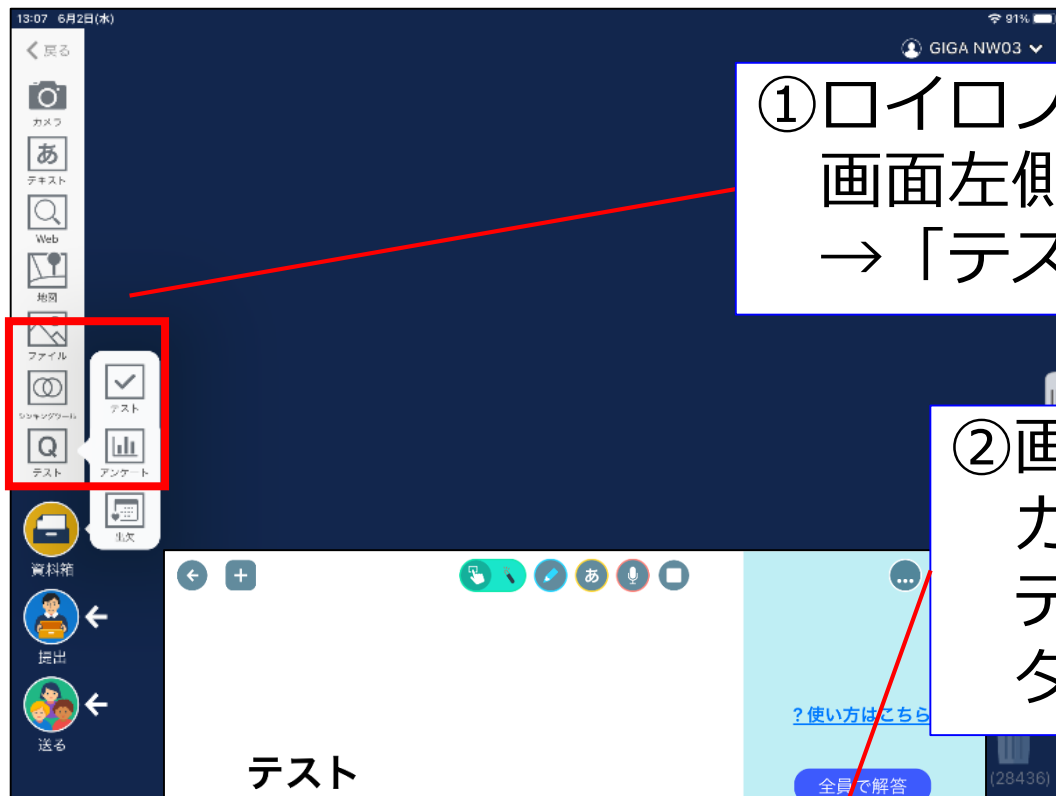 13:07 6月2日(水)
91%
戻る
GIGA NW03
カメラ
あ
テキスト
Web
地図
ファイル
シンキングツール
Q
テスト
テスト
アンケート
出欠
資料箱
提出
送る
①ロイロノ
画面左側
→「テス
②画
カ
テ
タ
あ
?使い方はこちら
テスト
全員で解答
(28436)